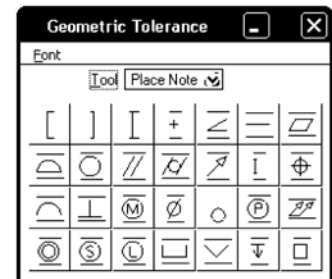 Geometric Tolerance
Font
Tool Place Note
[ ] [ + ∠ — ▱
⌓ ○ // ⌭ ↗ I ⌖
⌒ ⊥ Ⓜ Ø ○ Ⓟ ⌰
◎ Ⓢ Ⓛ ⌴ ⌵ ↧ □